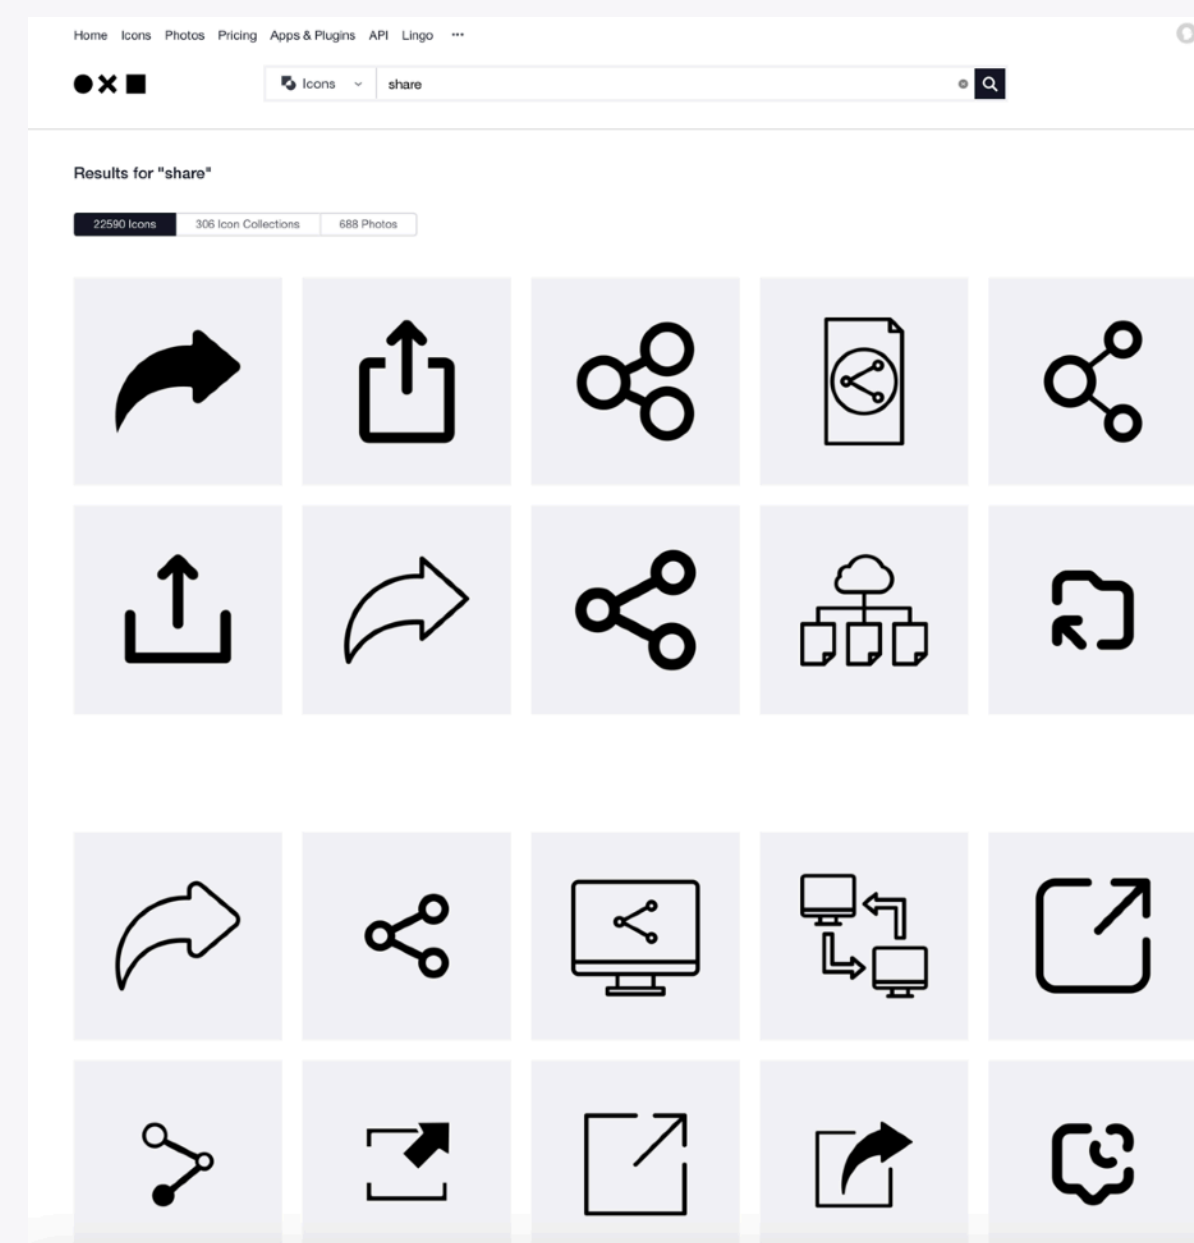 Home Icons Photos Pricing Apps & Plugins API Lingo ···
Icons share
Results for "share"
22590 Icons 306 Icon Collections 688 Photos